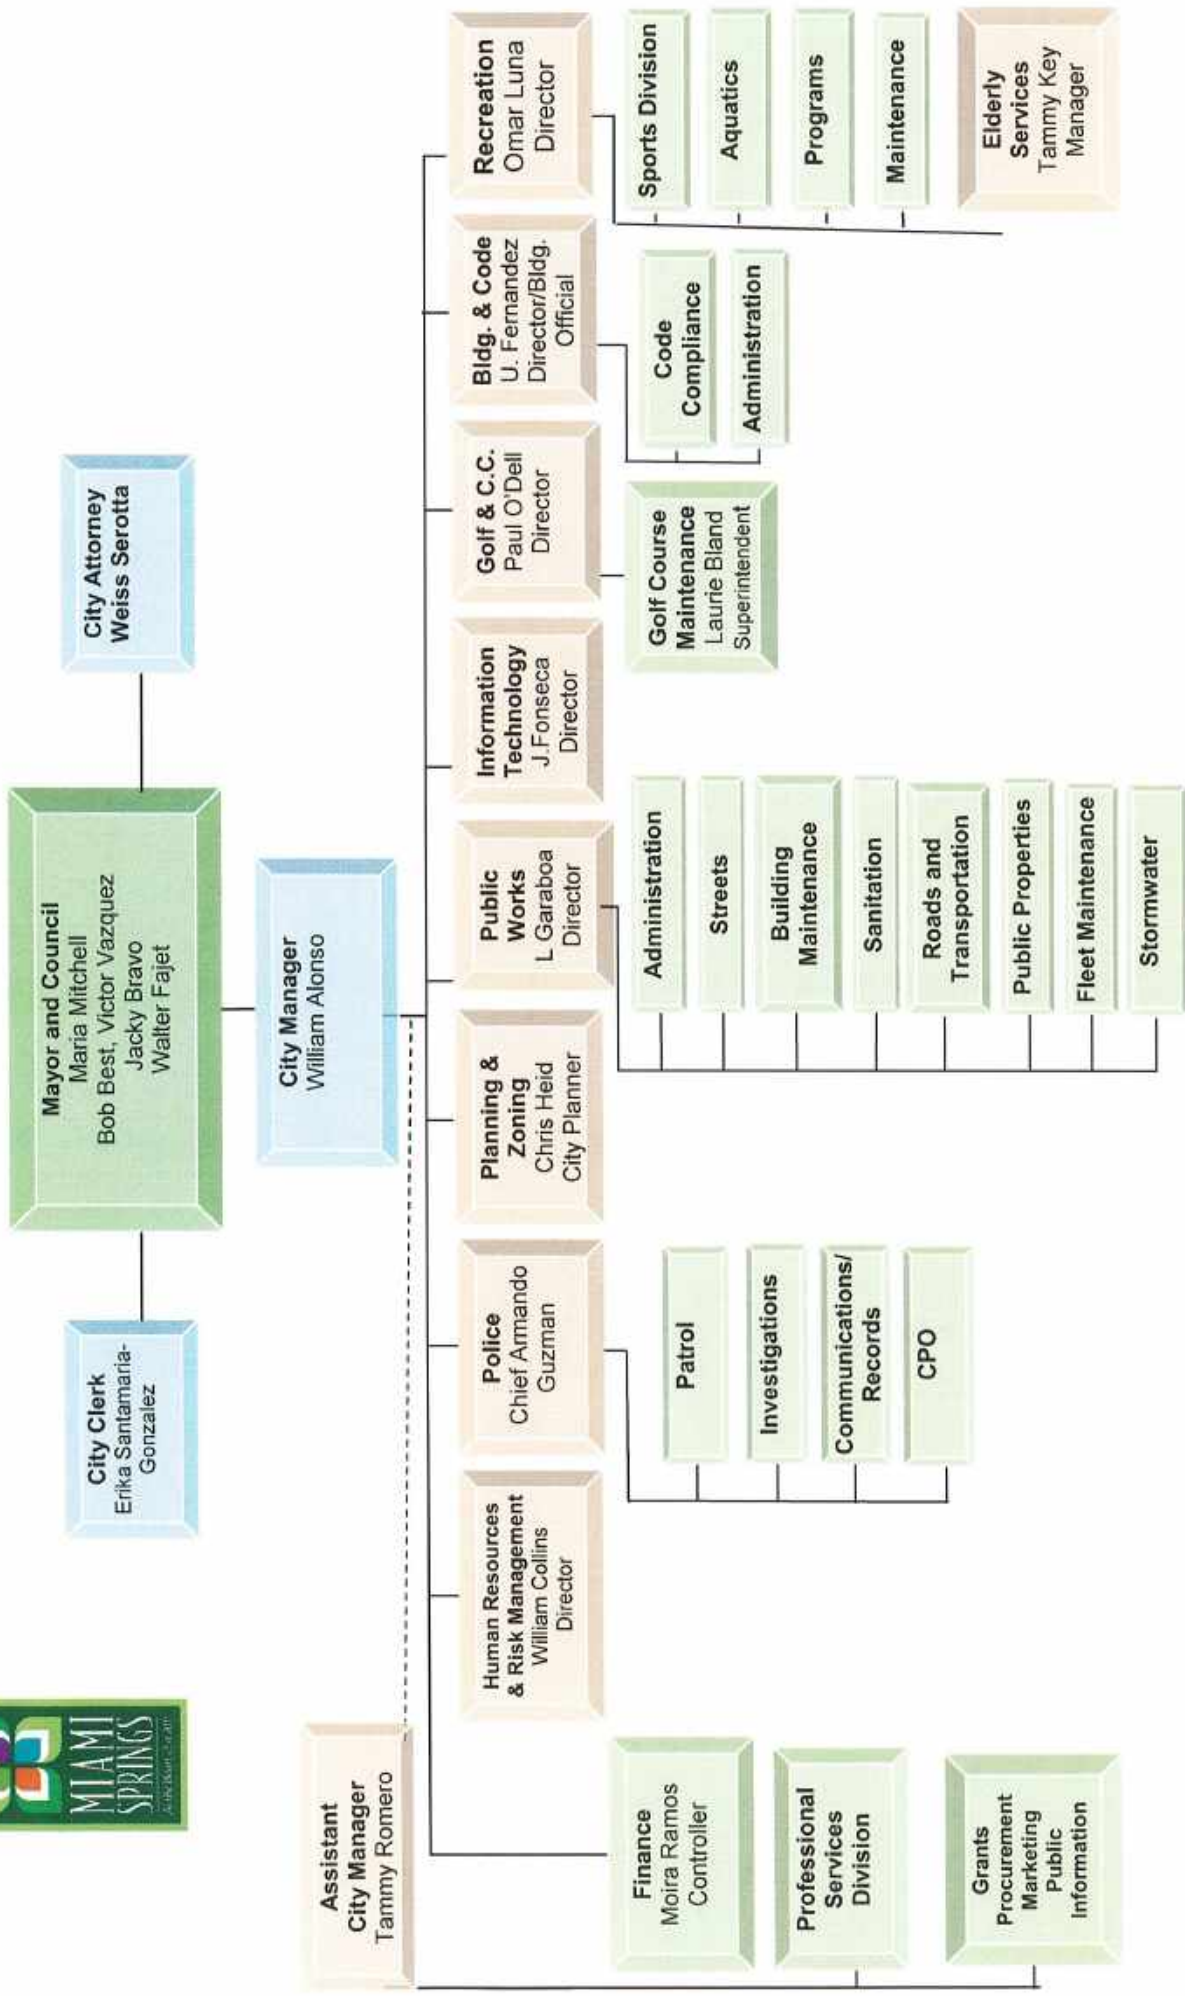 MIAMI
SPRINGS
City Clerk
Erika Santamaria-
Gonzalez
Mayor and Council
Maria Mitchell
Bob Best, Victor Vazquez
Jacky Bravo
Walter Fajet
City Attorney
Weiss Serotta
City Manager
William Alonso
Assistant
City Manager
Tammy Romero
Human Resources
& Risk Management
William Collins
Director
Police
Chief Armando
Guzman
Planning &
Zoning
Chris Heid
City Planner
Public
Works
L Garaboa
Director
Information
Technology
J.Fonseca
Director
Golf & C.C.
Paul O'Dell
Director
Bldg. & Code
U. Fernandez
Director/Bldg.
Official
Recreation
Omar Luna
Director
Finance
Moira Ramos
Controller
Professional
Services
Division
Grants
Procurement
Marketing
Public
Information
Patrol
Investigations
Communications/
Records
CPO
Administration
Streets
Building
Maintenance
Sanitation
Roads and
Transportation
Public Properties
Fleet Maintenance
Stormwater
Golf Course
Maintenance
Laurie Bland
Superintendent
Code
Compliance
Administration
Sports Division
Aquatics
Programs
Maintenance
Elderly
Services
Tammy Key
Manager